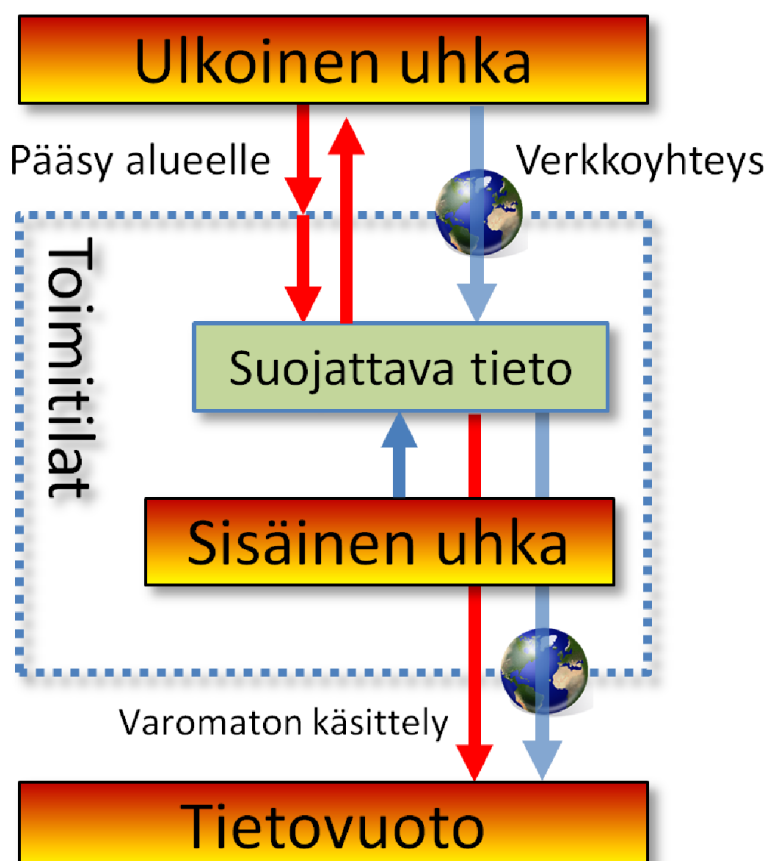 Ulkoinen uhka
Pääsy alueelle
Verkkoyhteys
Toimitilat
Suojattava tieto
Sisäinen uhka
Varomaton käsittely
Tietovuoto